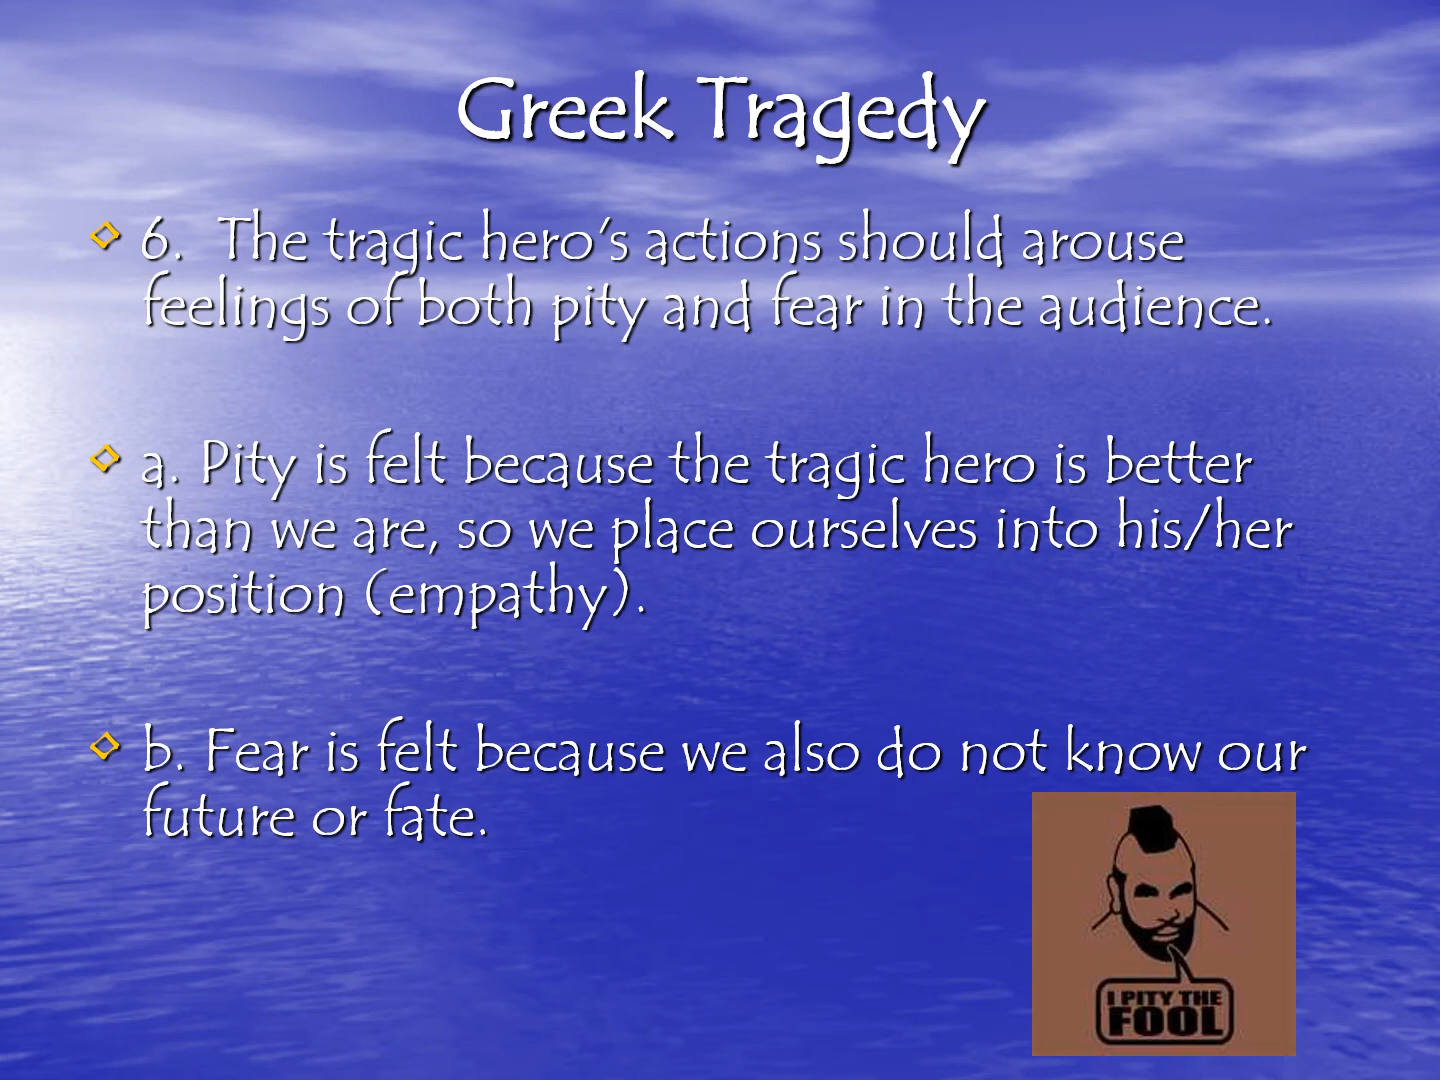 Greek Tragedy
6. The tragic hero's actions should arouse
feelings of both pity and fear in the audience.
a. Pity is felt because the tragic hero is better
than we are, so we place ourselves into his/her
position (empathy).
b. Fear is felt because we also do not know our
future or fate.
I PITY THE
FOOL